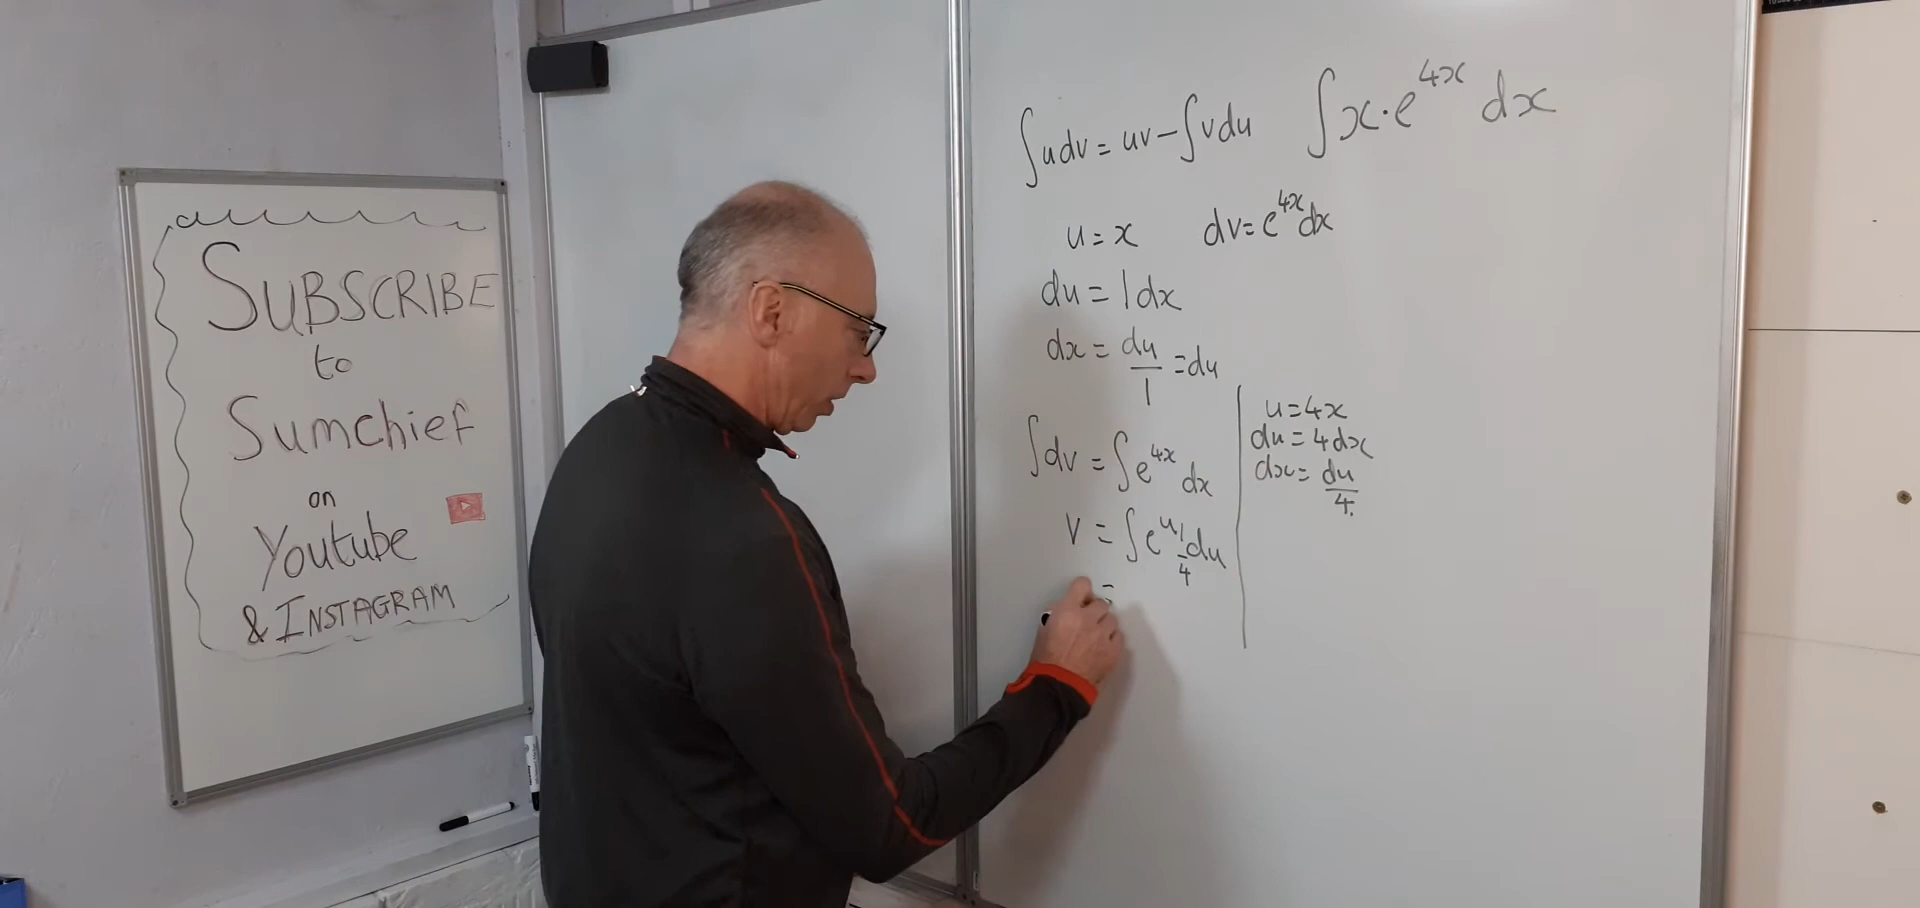 SUBSCRIBE
to
Sumchief
on
Youtube
& INSTAGRAM
∫udv = uv − ∫vdu ∫x·e^{4x} dx
u = x dv = e^{4x}dx
du = 1dx
dx = du/1 = du
∫dv = ∫e^{4x} dx
v = ∫e^u 1/4 du
=
u = 4x
du = 4dx
dx = du/4.